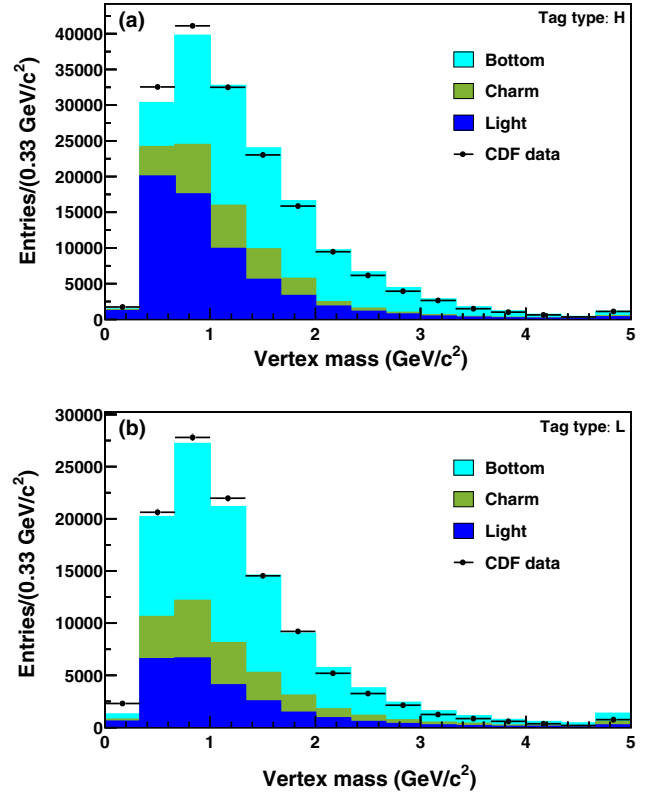 (a)
Tag type: H
Entries/(0.33 GeV/c²)
40000
35000
30000
25000
20000
15000
10000
5000
0
Bottom
Charm
Light
CDF data
0 1 2 3 4 5
Vertex mass (GeV/c²)
(b)
Tag type: L
Entries/(0.33 GeV/c²)
30000
25000
20000
15000
10000
5000
0
Bottom
Charm
Light
CDF data
0 1 2 3 4 5
Vertex mass (GeV/c²)